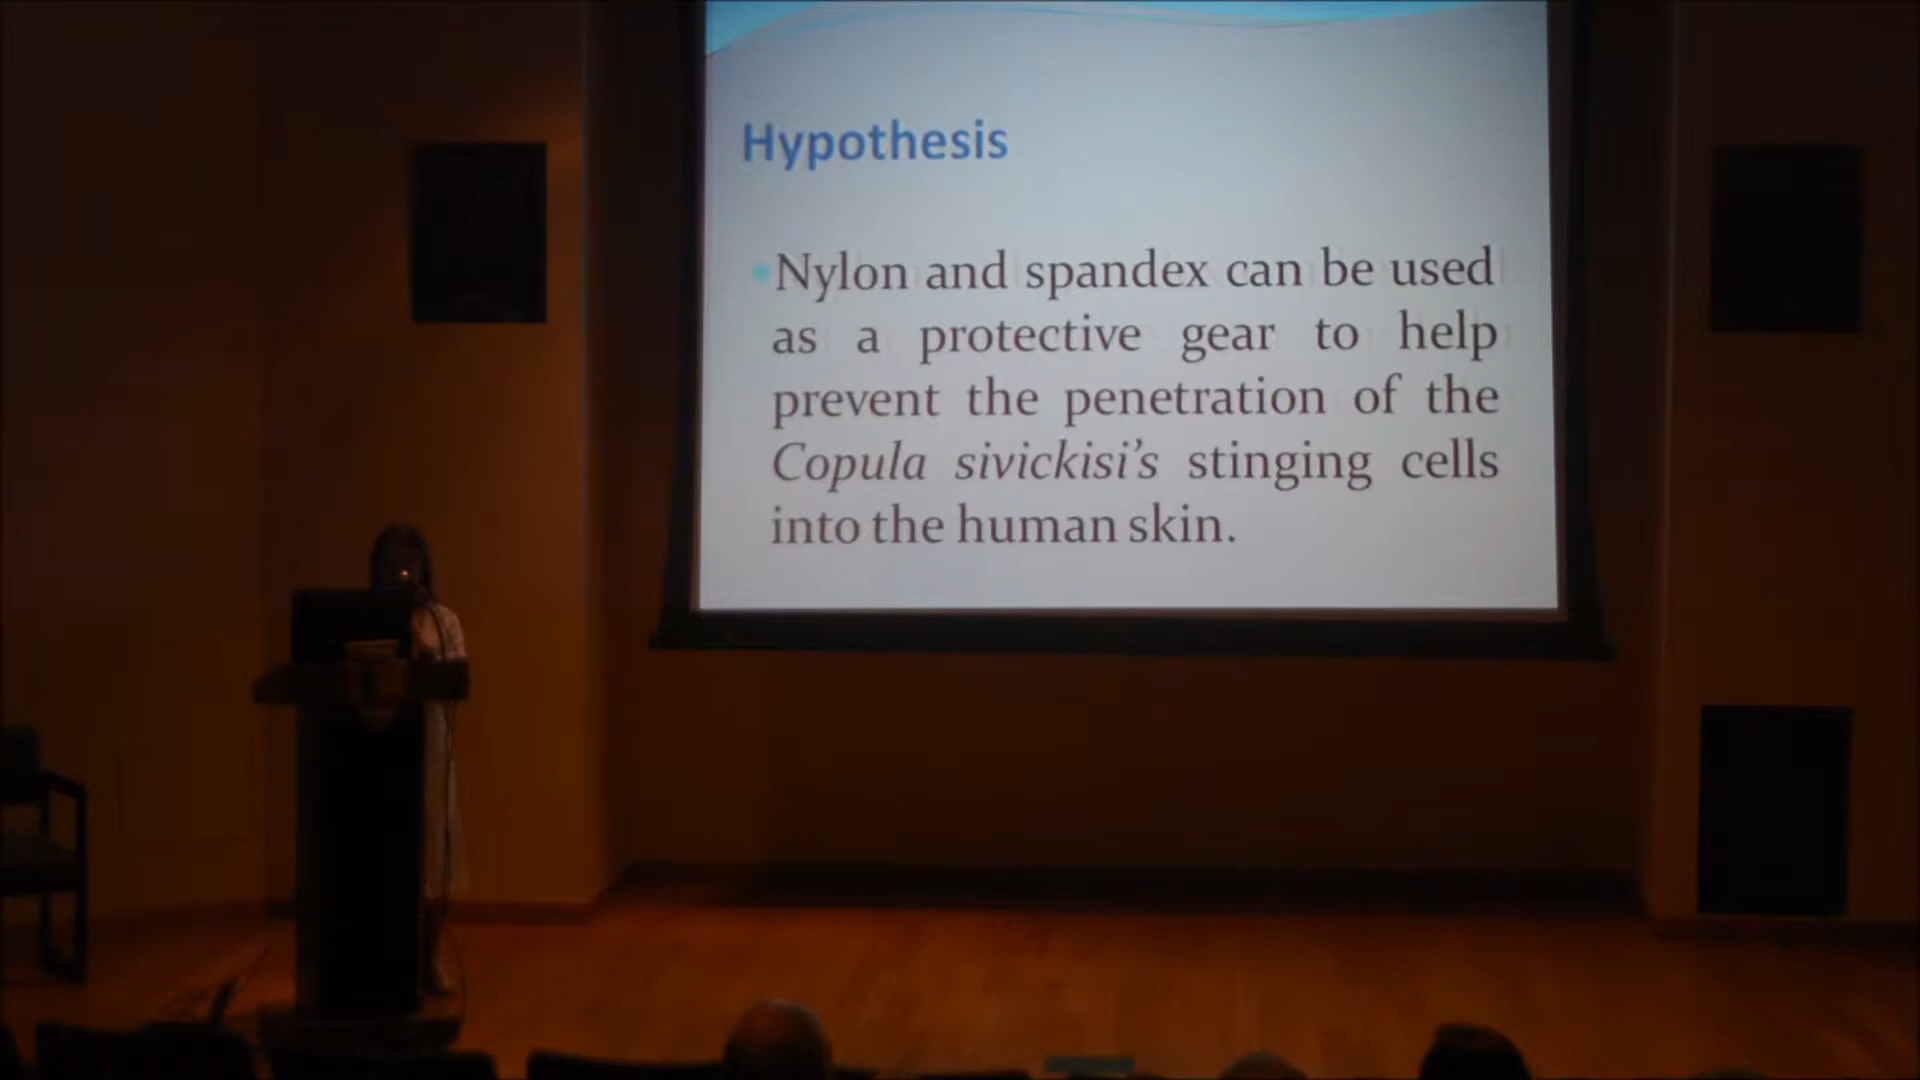 Hypothesis
Nylon and spandex can be used
as a protective gear to help
prevent the penetration of the
Copula sivickisi's stinging cells
into the human skin.